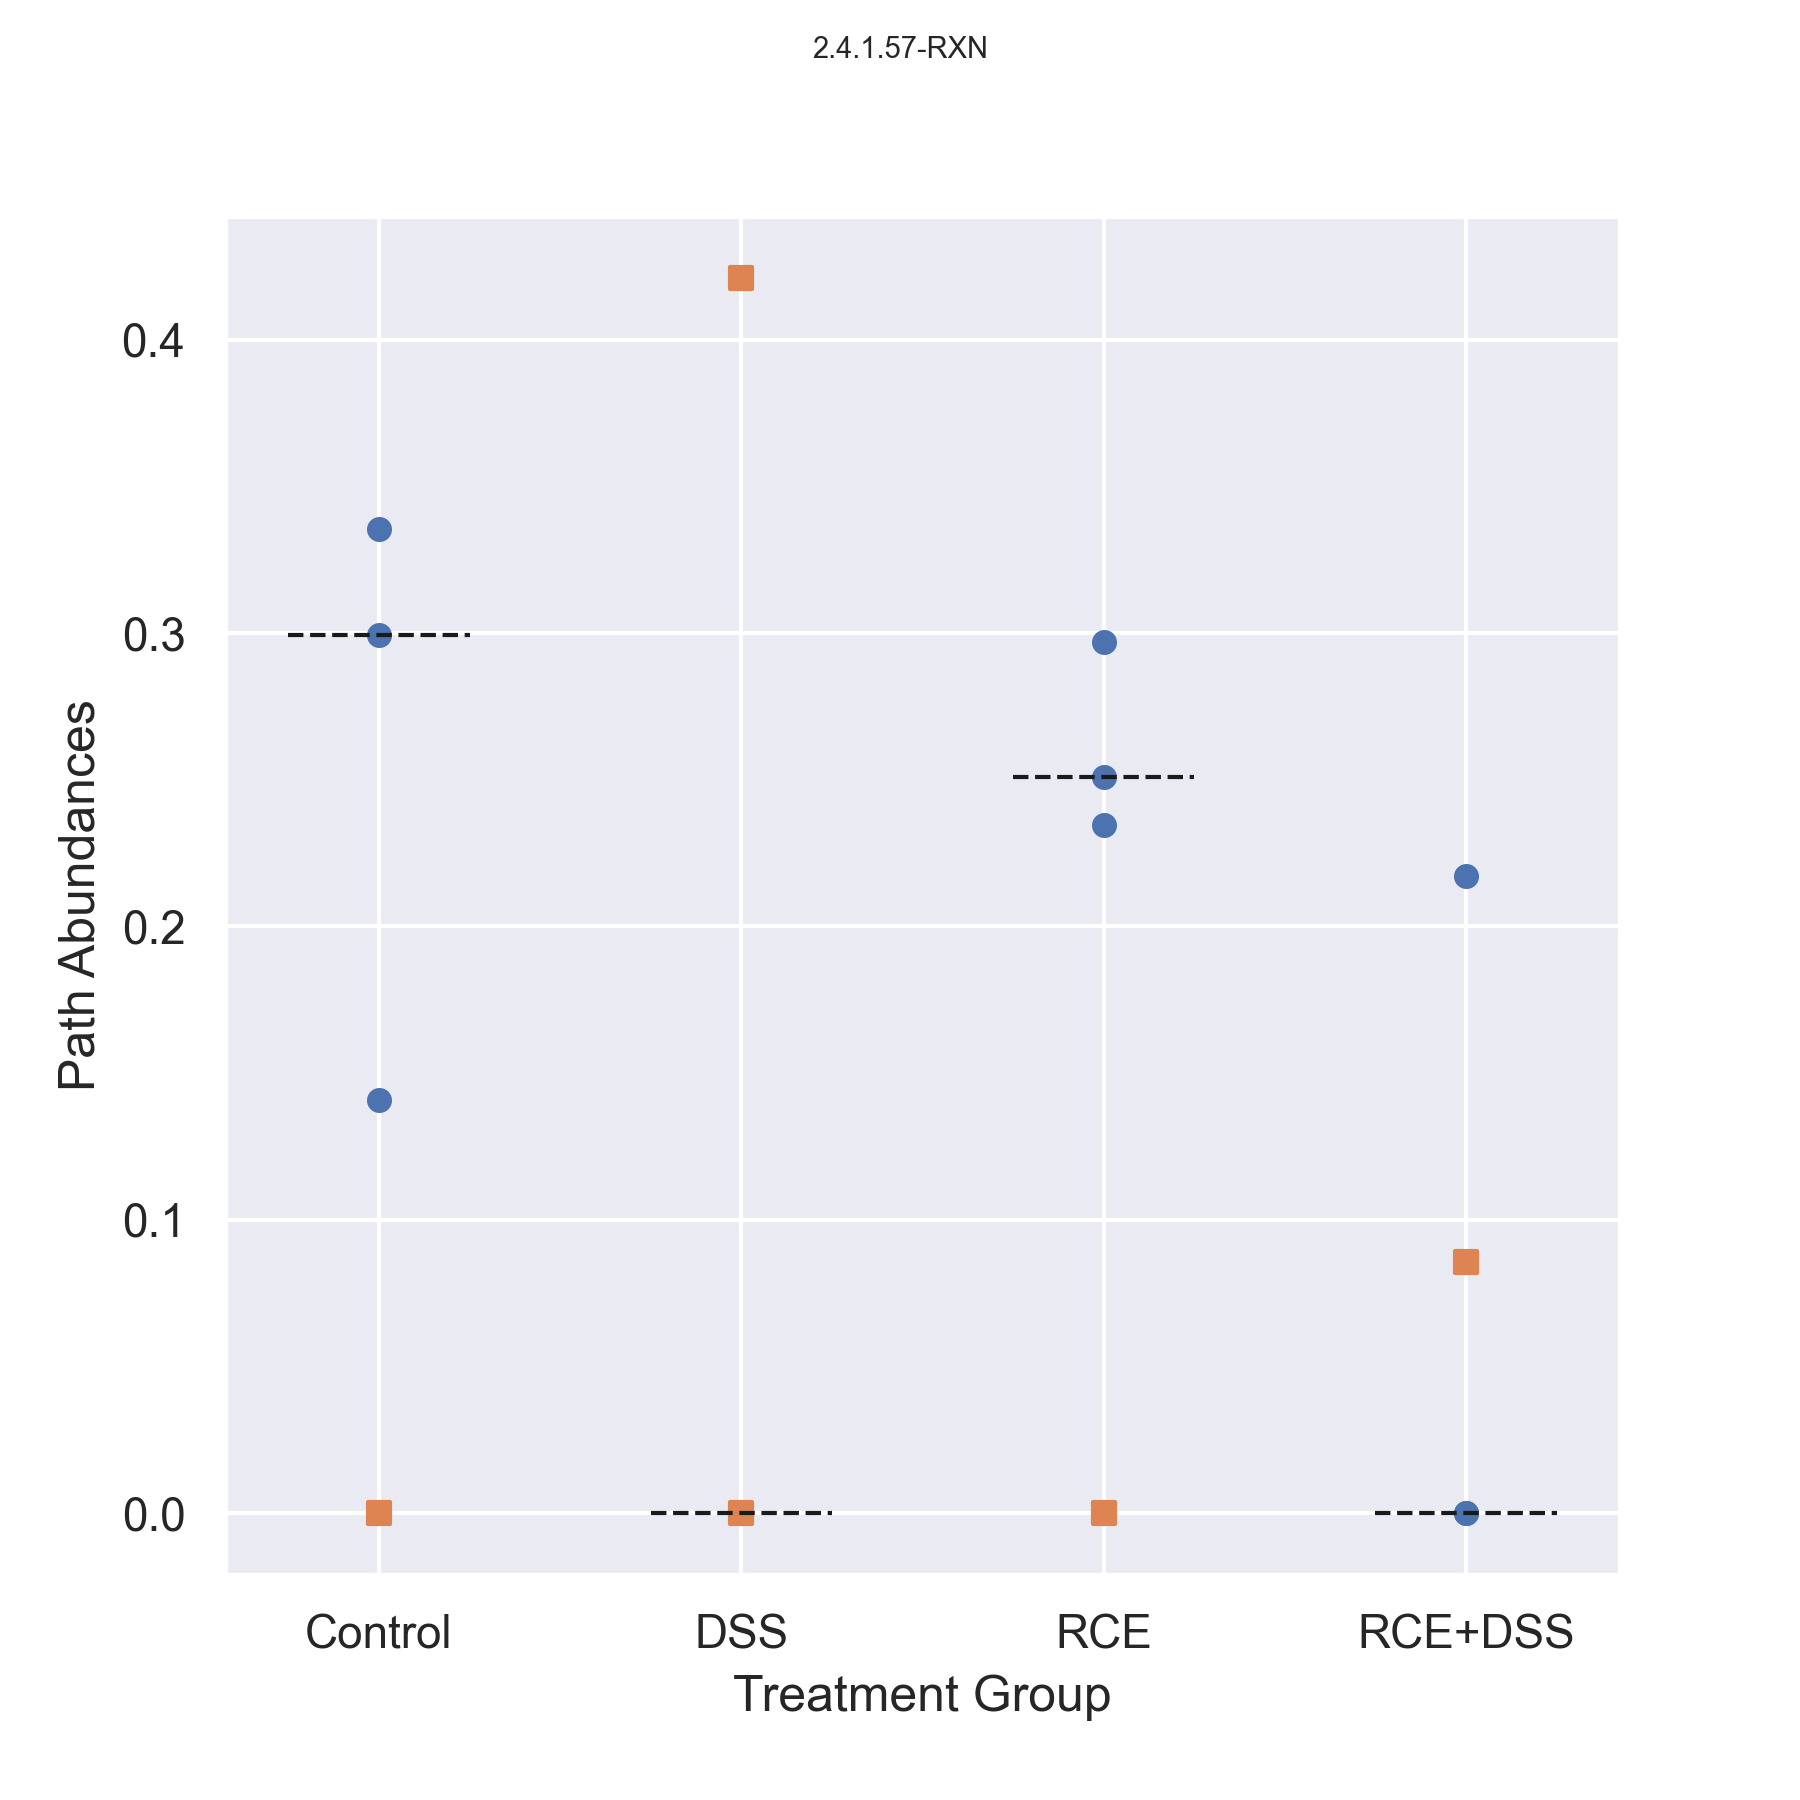 2.4.1.57-RXN
Path Abundances
0.4
0.3
0.2
0.1
0.0
Control DSS RCE RCE+DSS
Treatment Group